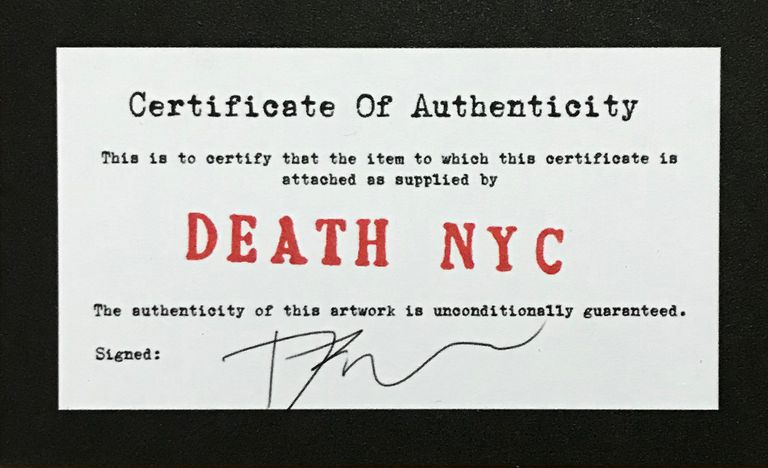 Certificate Of Authenticity
This is to certify that the item to which this certificate is
attached as supplied by
DEATH NYC
The authenticity of this artwork is unconditionally guaranteed.
Signed: